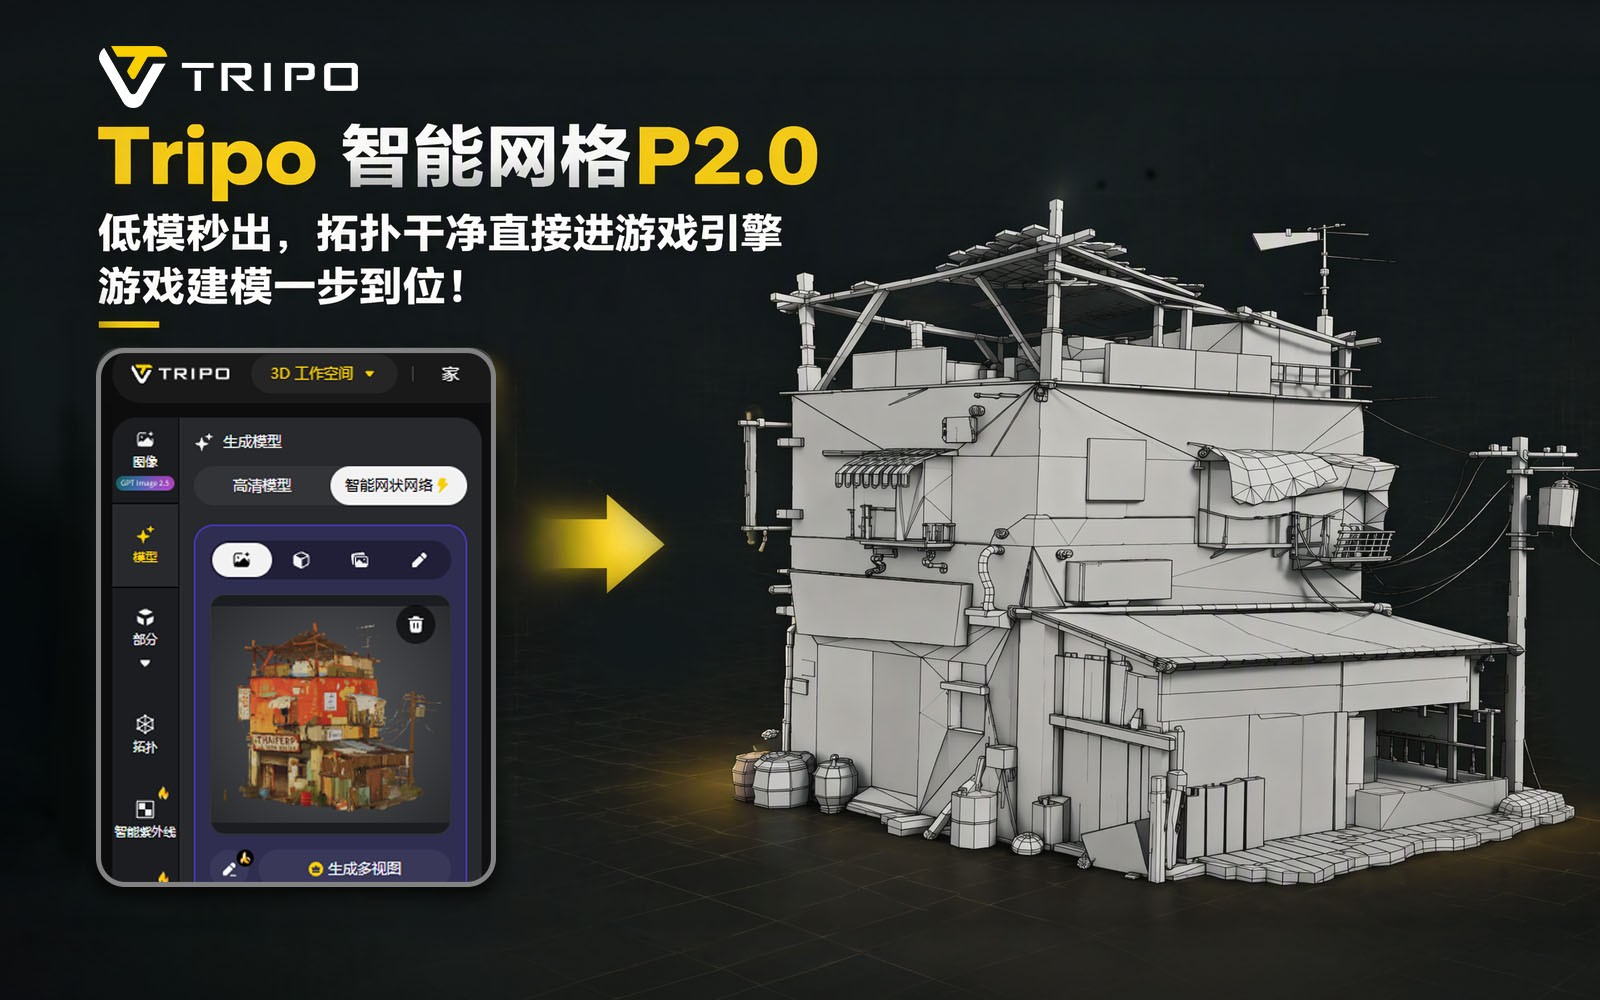 TRIPO
Tripo 智能网格P2.0
低模秒出，拓扑干净直接进游戏引擎
游戏建模一步到位！
TRIPO
3D 工作空间
家
图像
GPT Image 2.5
生成模型
高清模型
智能网状网络
模型
部分
拓扑
智能紫外线
THAIFERP
生成多视图